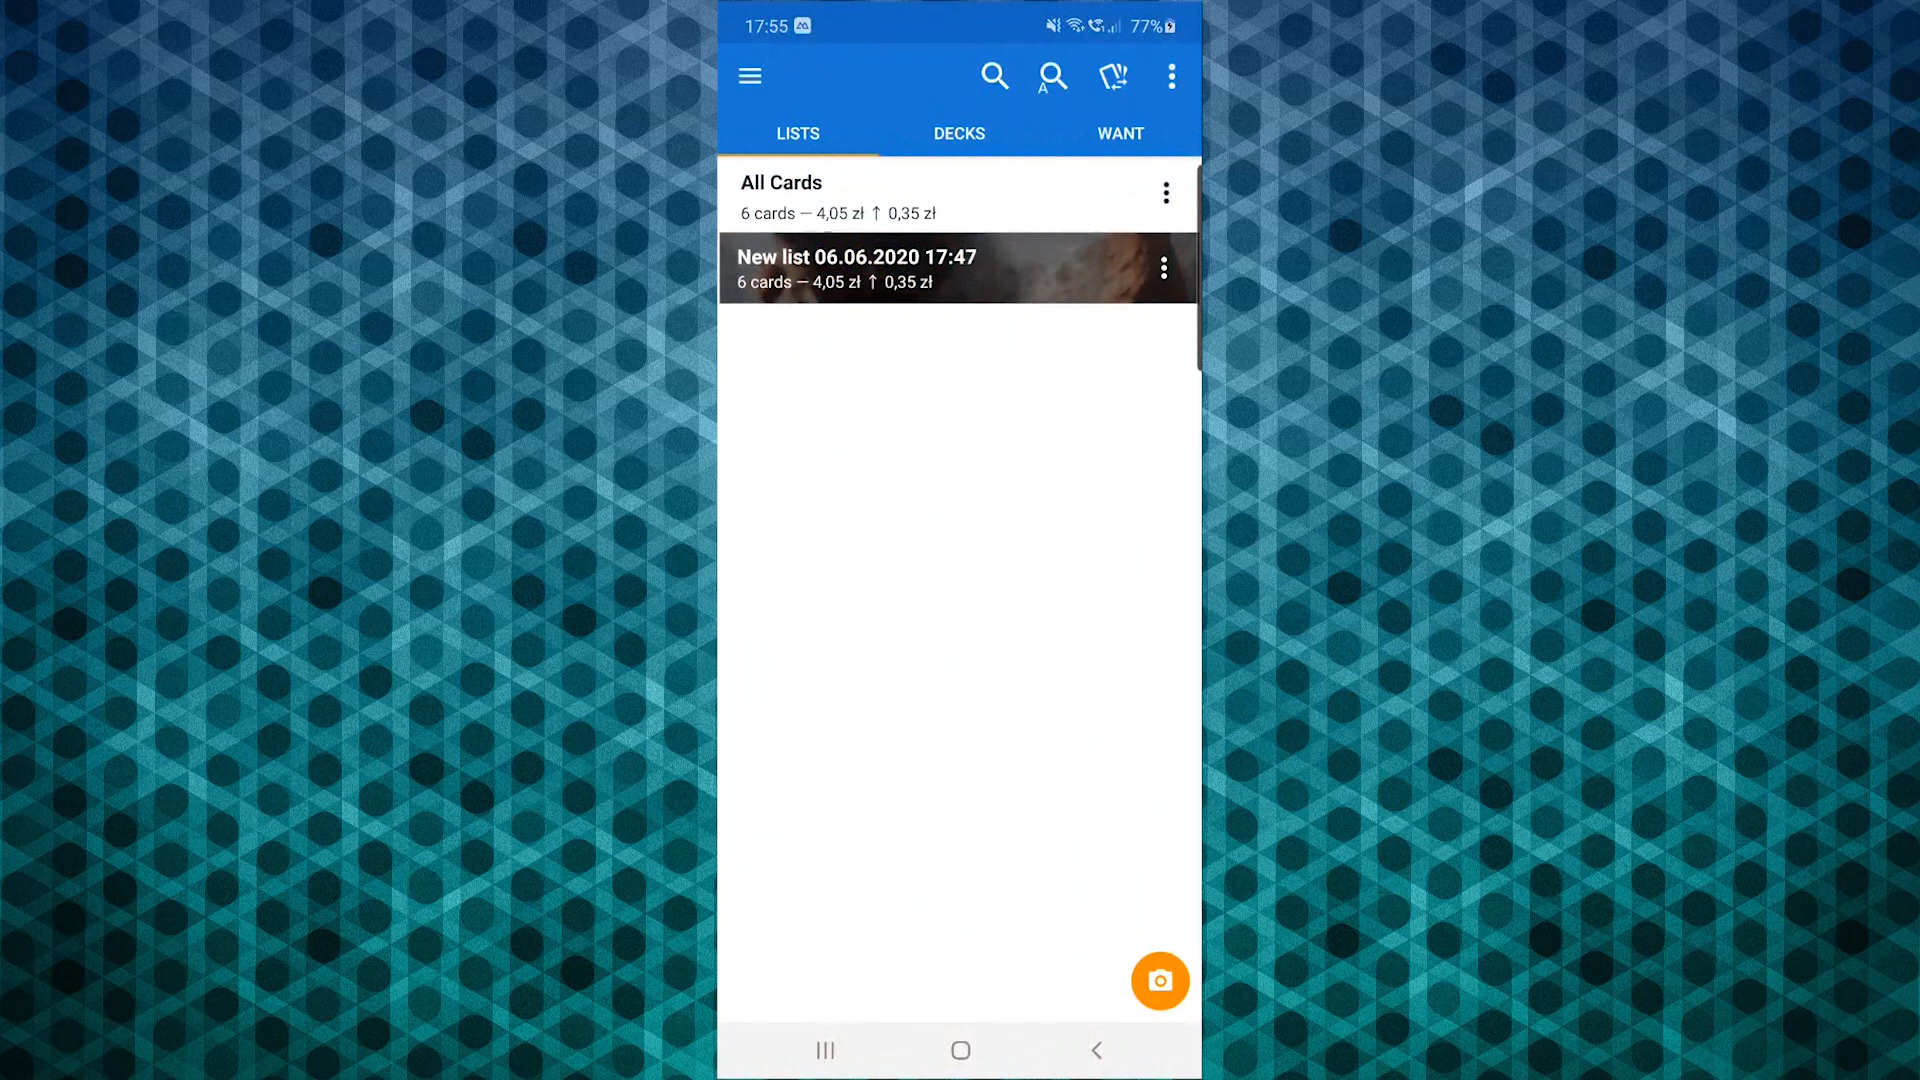 17:55 77%
A
LISTS DECKS WANT
All Cards
6 cards — 4,05 zł ↑ 0,35 zł
New list 06.06.2020 17:47
6 cards — 4,05 zł ↑ 0,35 zł